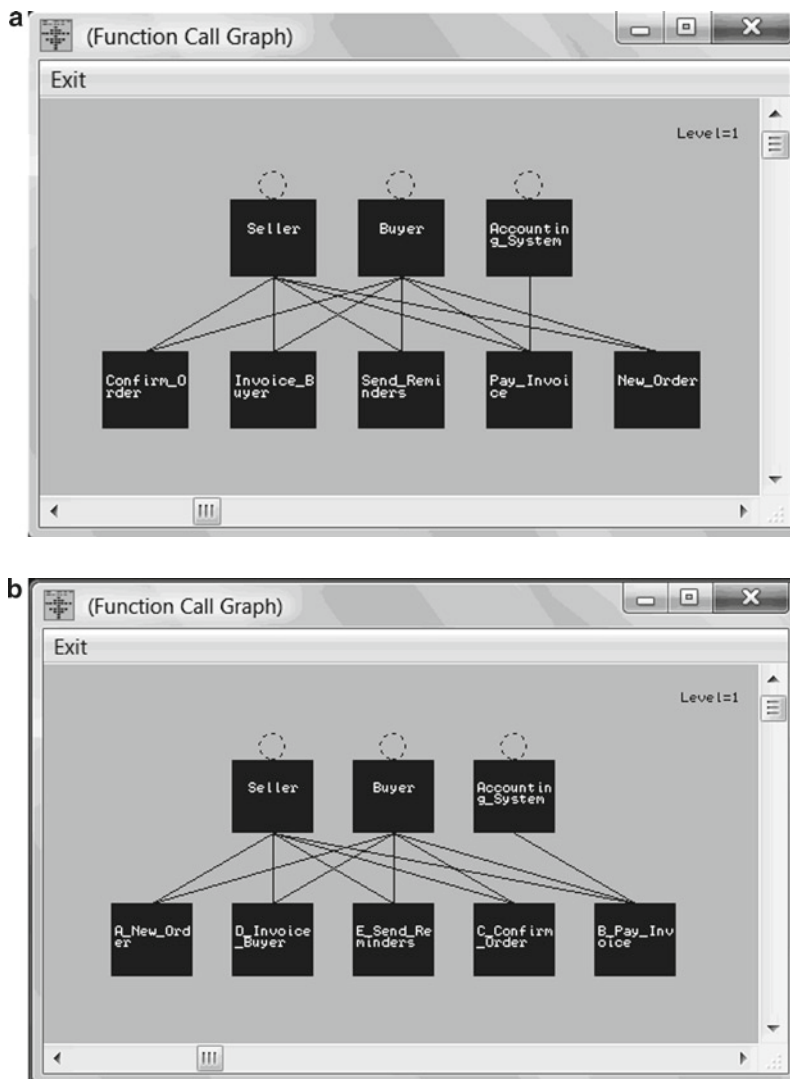 a
(Function Call Graph)
Exit
Level=1
Seller
Buyer
Accountin
g_System
Confirm_O
rder
Invoice_B
uyer
Send_Remi
nders
Pay_Invoi
ce
New_Order
b
(Function Call Graph)
Exit
Level=1
Seller
Buyer
Accountin
g_System
A_New_Ord
er
D_Invoice
_Buyer
E_Send_Re
minders
C_Confirm
_Order
B_Pay_Inv
oice